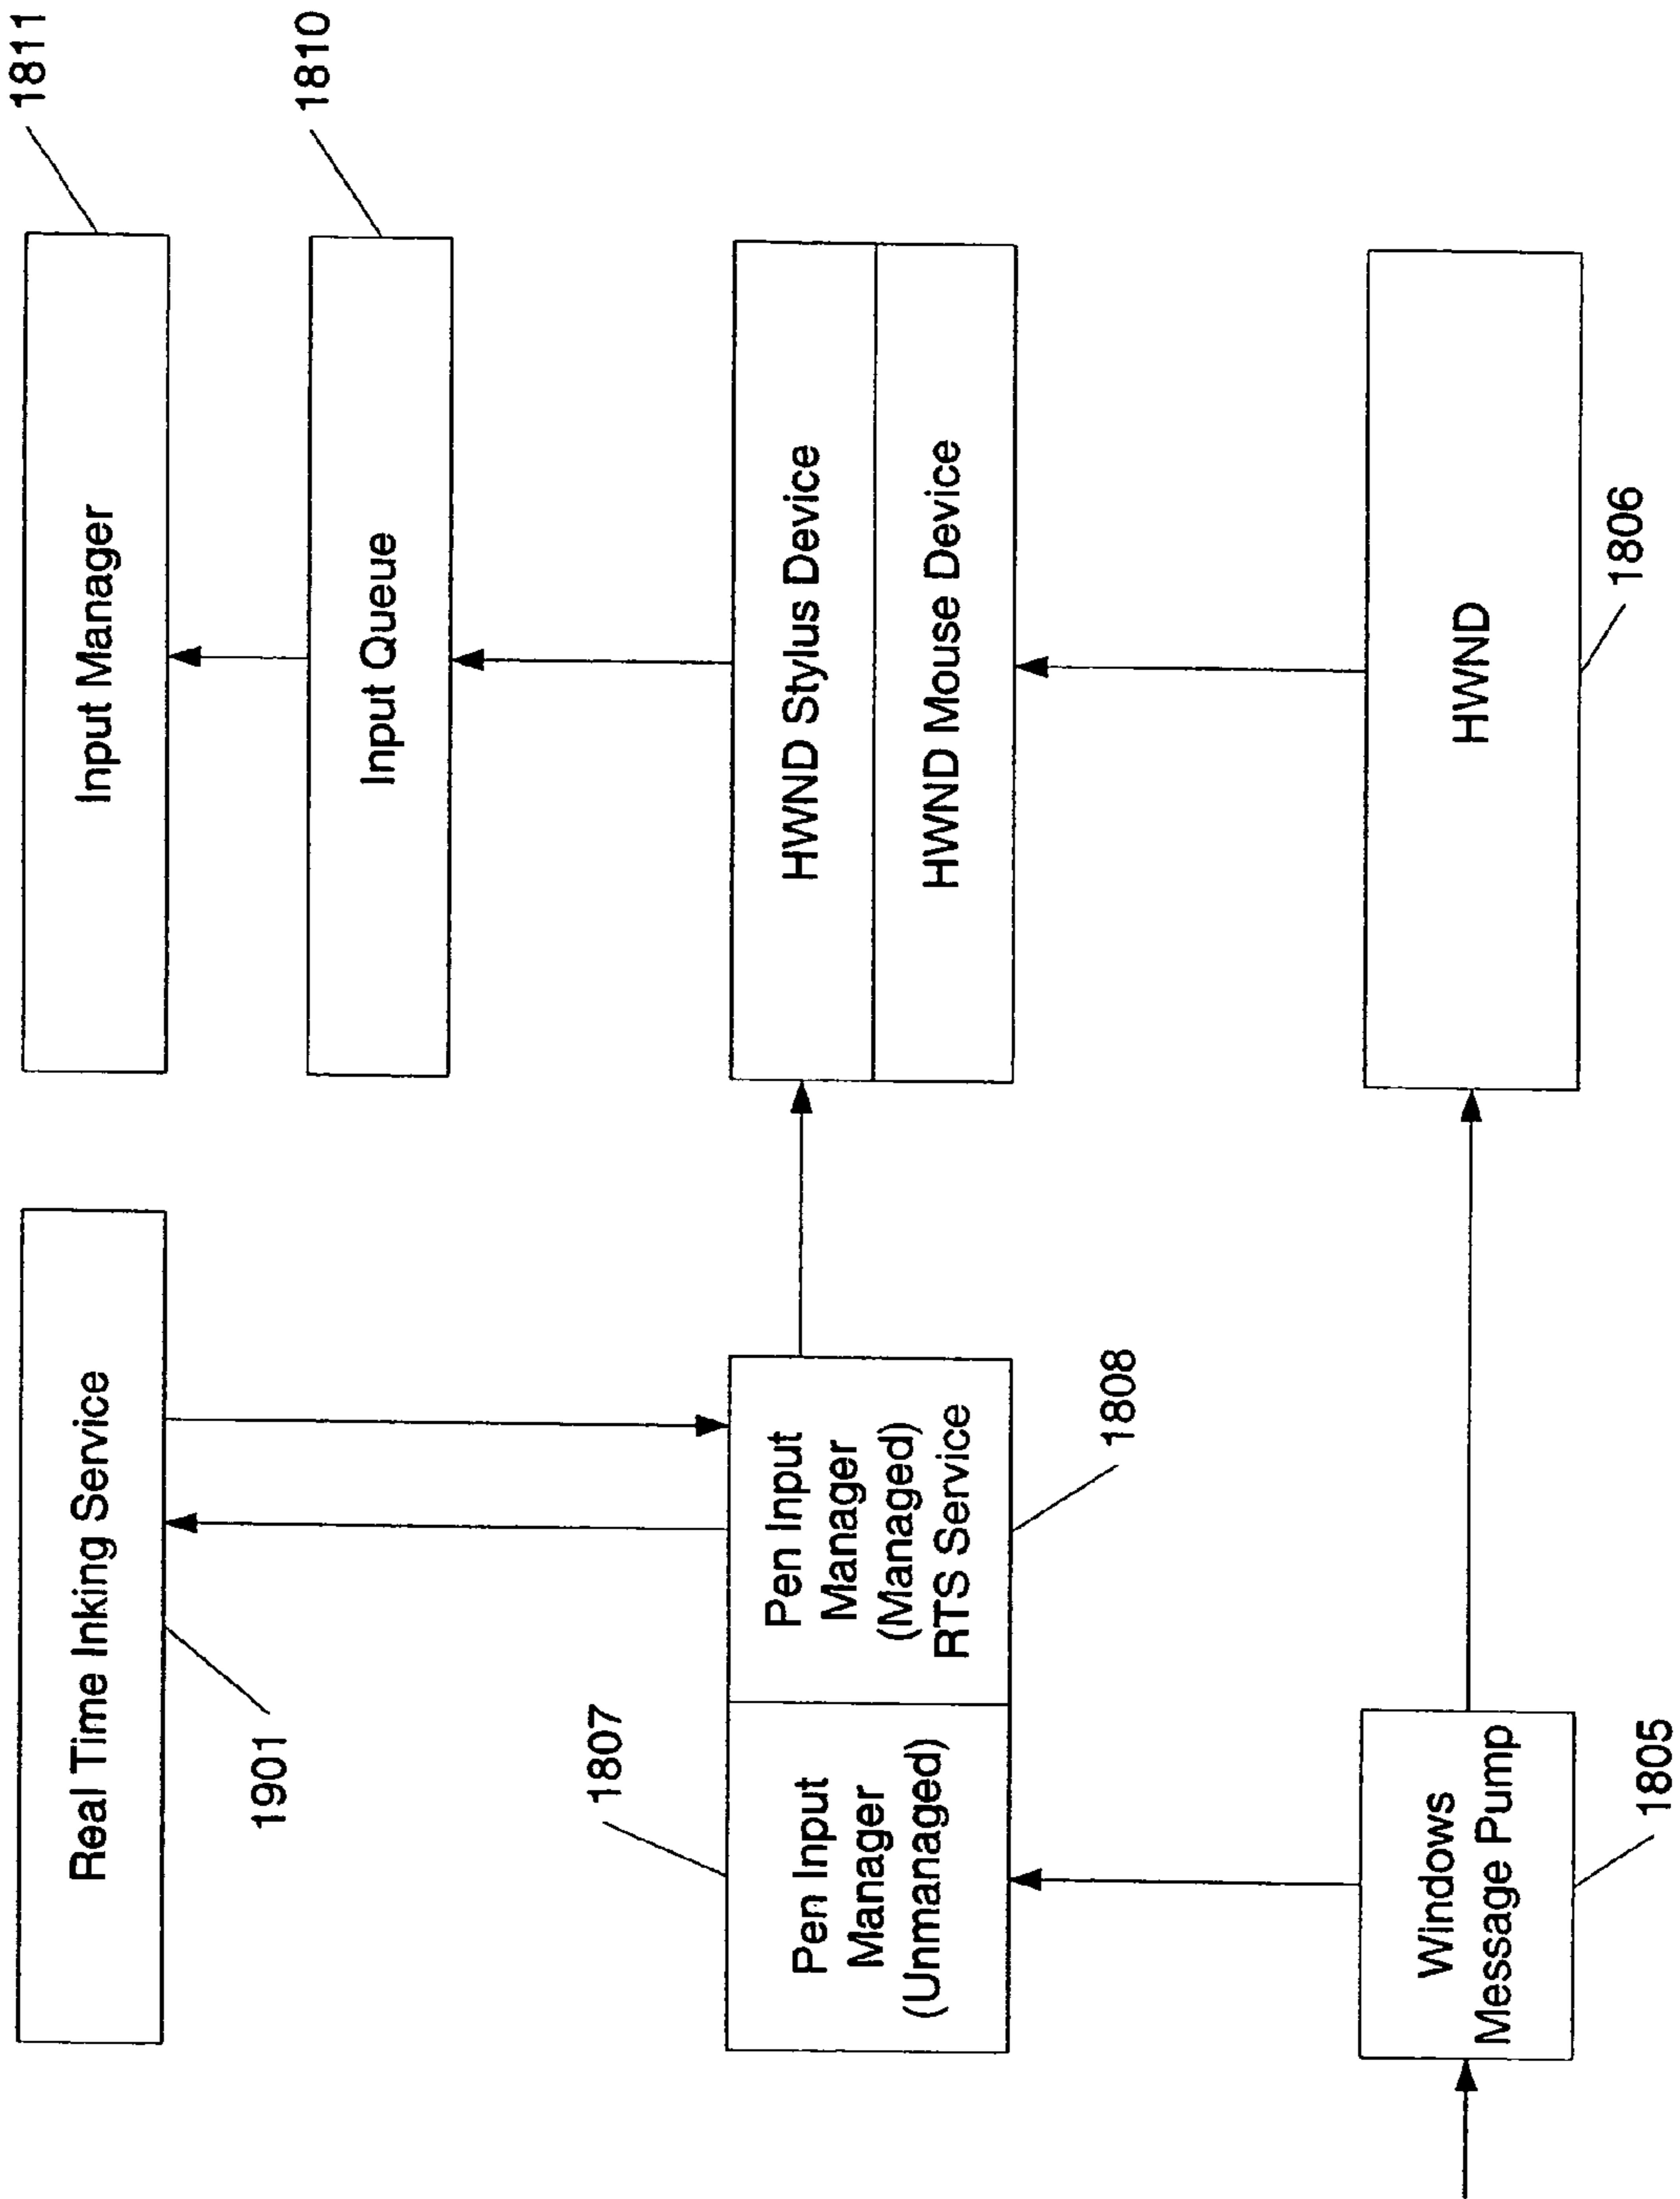 Real Time Inking Service
1901
Input Manager
1811
Input Queue
1810
1807
Pen Input
Manager
(Unmanaged)
Pen Input
Manager
(Managed)
RTS Service
1808
HWND Stylus Device
HWND Mouse Device
Windows
Message Pump
1805
HWND
1806